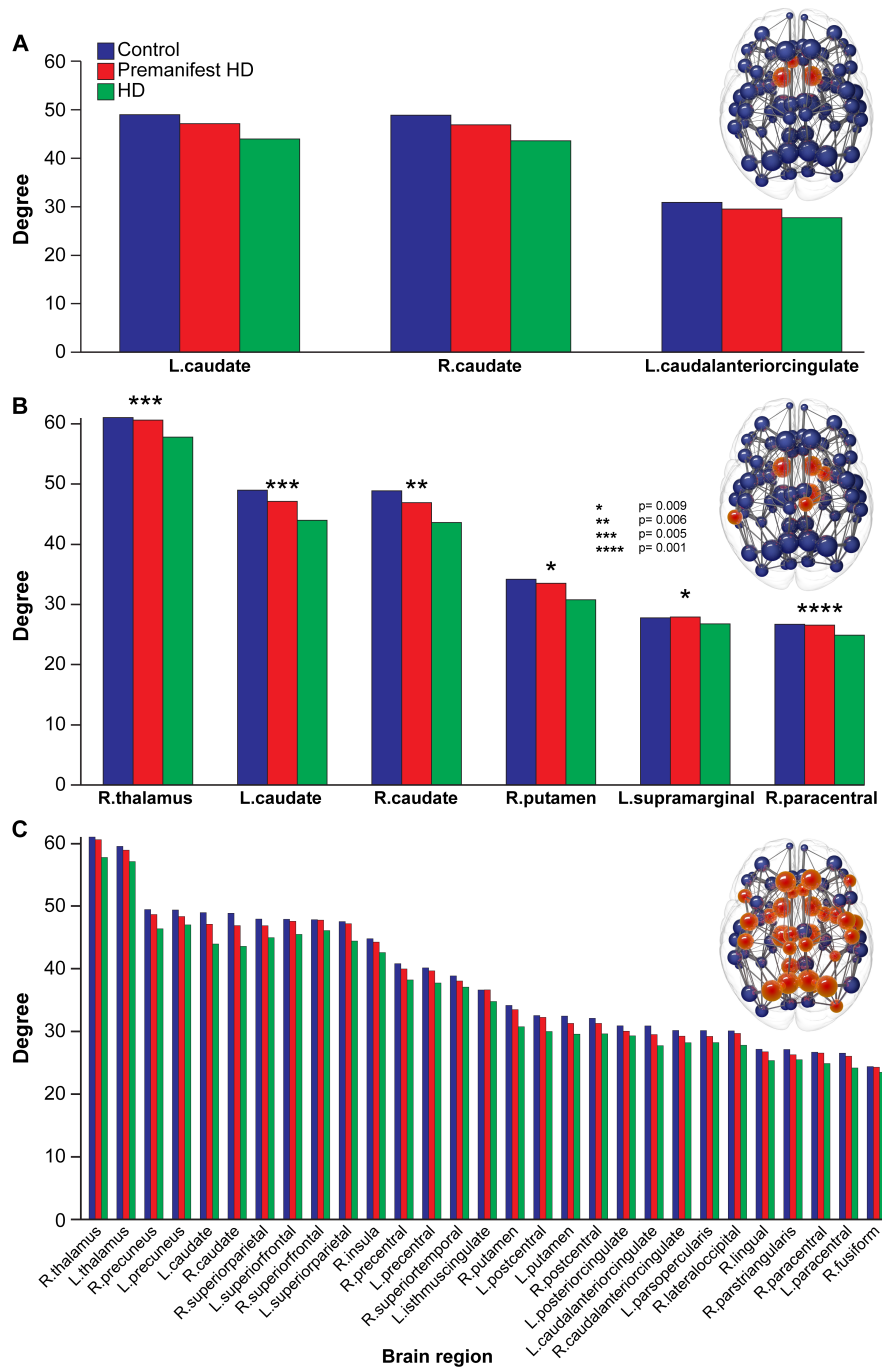 A
Control
Premanifest HD
HD
60
50
40
30
20
10
0
Degree
L.caudate R.caudate L.caudalanteriorcingulate
B
*** *** ** * * ****
* p= 0.009
** p= 0.006
*** p= 0.005
**** p= 0.001
60
50
40
30
20
10
0
Degree
R.thalamus L.caudate R.caudate R.putamen L.supramarginal R.paracentral
C
60
50
40
30
20
10
0
Degree
R.thalamus
L.thalamus
R.precuneus
L.precuneus
L.caudate
R.caudate
R.superiorparietal
L.superiorfrontal
R.superiorfrontal
L.superiorparietal
R.insula
R.precentral
L.precentral
R.superiortemporal
L.isthmuscingulate
R.putamen
L.postcentral
L.putamen
R.postcentral
L.posteriorcingulate
L.caudalanteriorcingulate
R.caudalanteriorcingulate
L.parsopercularis
R.lateraloccipital
R.lingual
R.parstriangularis
R.paracentral
L.paracentral
R.fusiform
Brain region